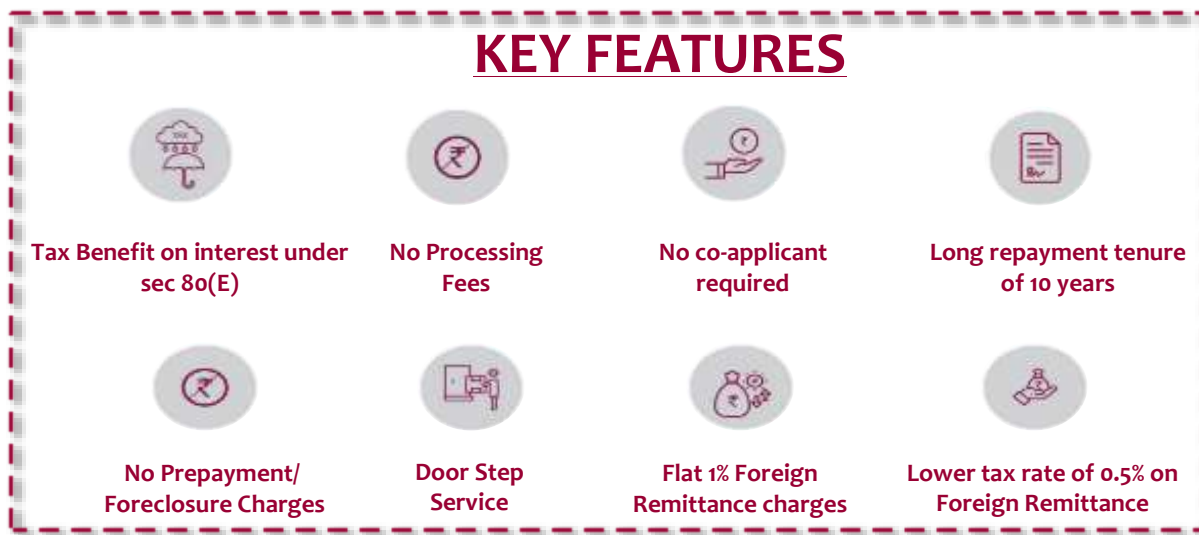 KEY FEATURES
Tax Benefit on interest under
sec 80(E)
No Processing
Fees
No co-applicant
required
Long repayment tenure
of 10 years
No Prepayment/
Foreclosure Charges
Door Step
Service
Flat 1% Foreign
Remittance charges
Lower tax rate of 0.5% on
Foreign Remittance